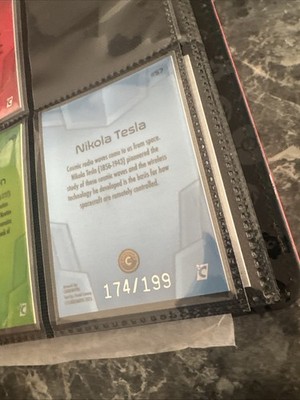 Nikola Tesla
Cosmic radio waves come to us from space.
Nikola Tesla (1856-1943) pioneered the
study of these cosmic waves and the wireless
technology he developed is the basis for how
spacecraft are remotely controlled.
C
174/199